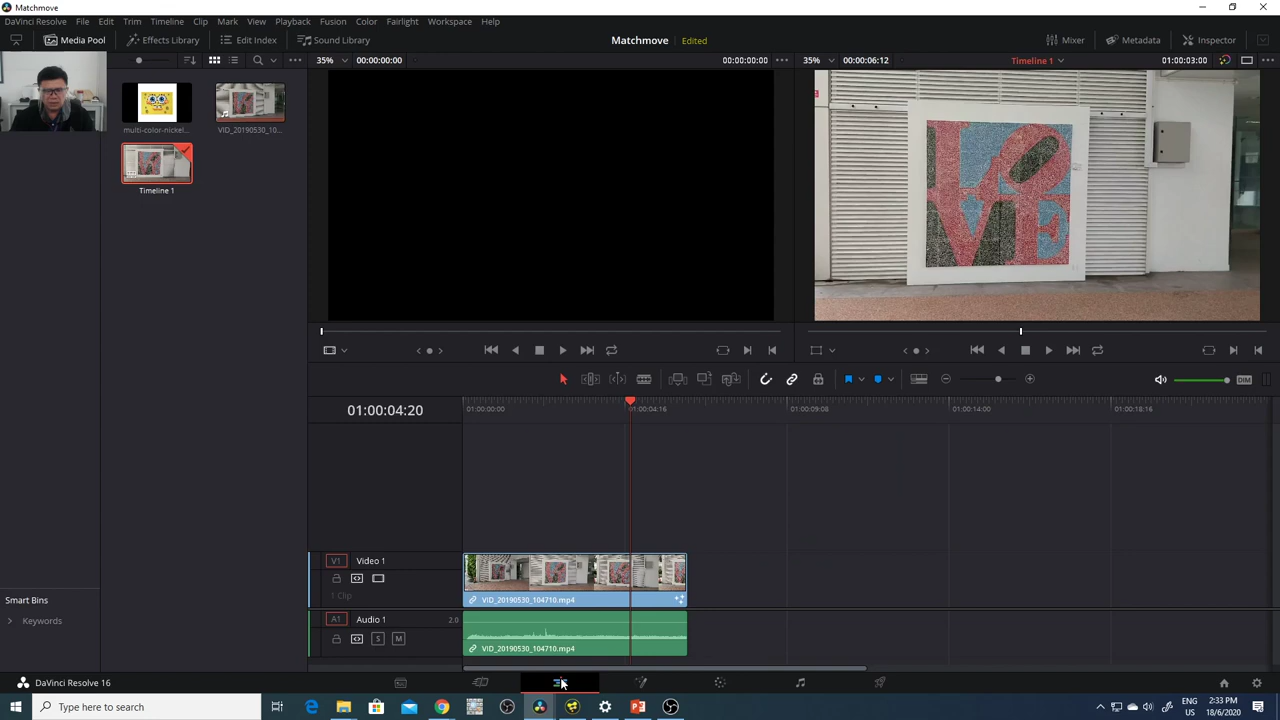 Matchmove
DaVinci Resolve File Edit Trim Timeline Clip Mark View Playback Fusion Color Fairlight Workspace Help
Media Pool Effects Library Edit Index Sound Library Matchmove Edited Mixer Metadata Inspector
35% 00:00:00:00 00:00:00:00 35% 00:00:06:12 Timeline 1 01:00:03:00
multi-color-nickel... VID_20190530_10...
Timeline 1
LOVE
01:00:04:20 01:00:00:00 01:00:04:16 01:00:09:08 01:00:14:00 01:00:18:16
DIM
V1 Video 1
1 Clip
VID_20190530_104710.mp4
A1 Audio 1 2.0
S M
VID_20190530_104710.mp4
Smart Bins
Keywords
DaVinci Resolve 16
Type here to search
ENG
US
2:33 PM
18/6/2020